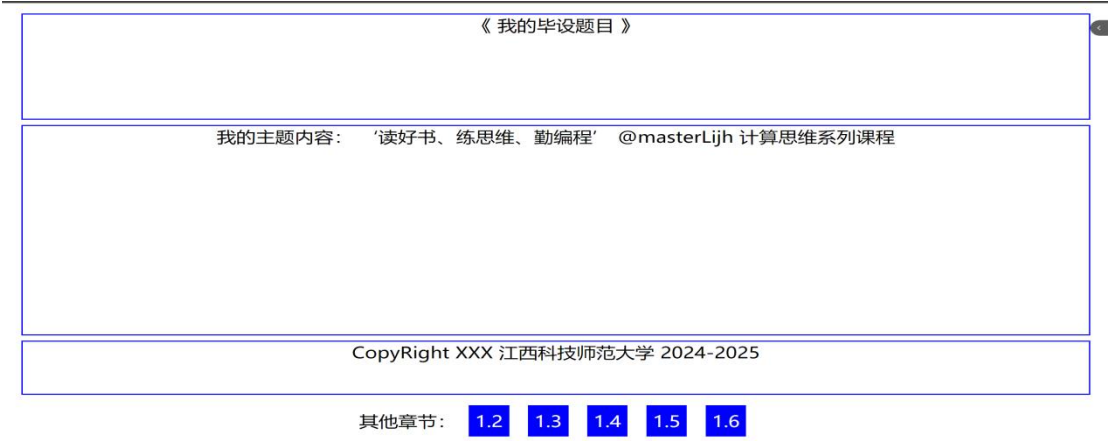 《 我的毕设题目 》
我的主题内容： ‘读好书、练思维、勤编程’ @masterLijh 计算思维系列课程
CopyRight XXX 江西科技师范大学 2024-2025
其他章节： 1.2 1.3 1.4 1.5 1.6